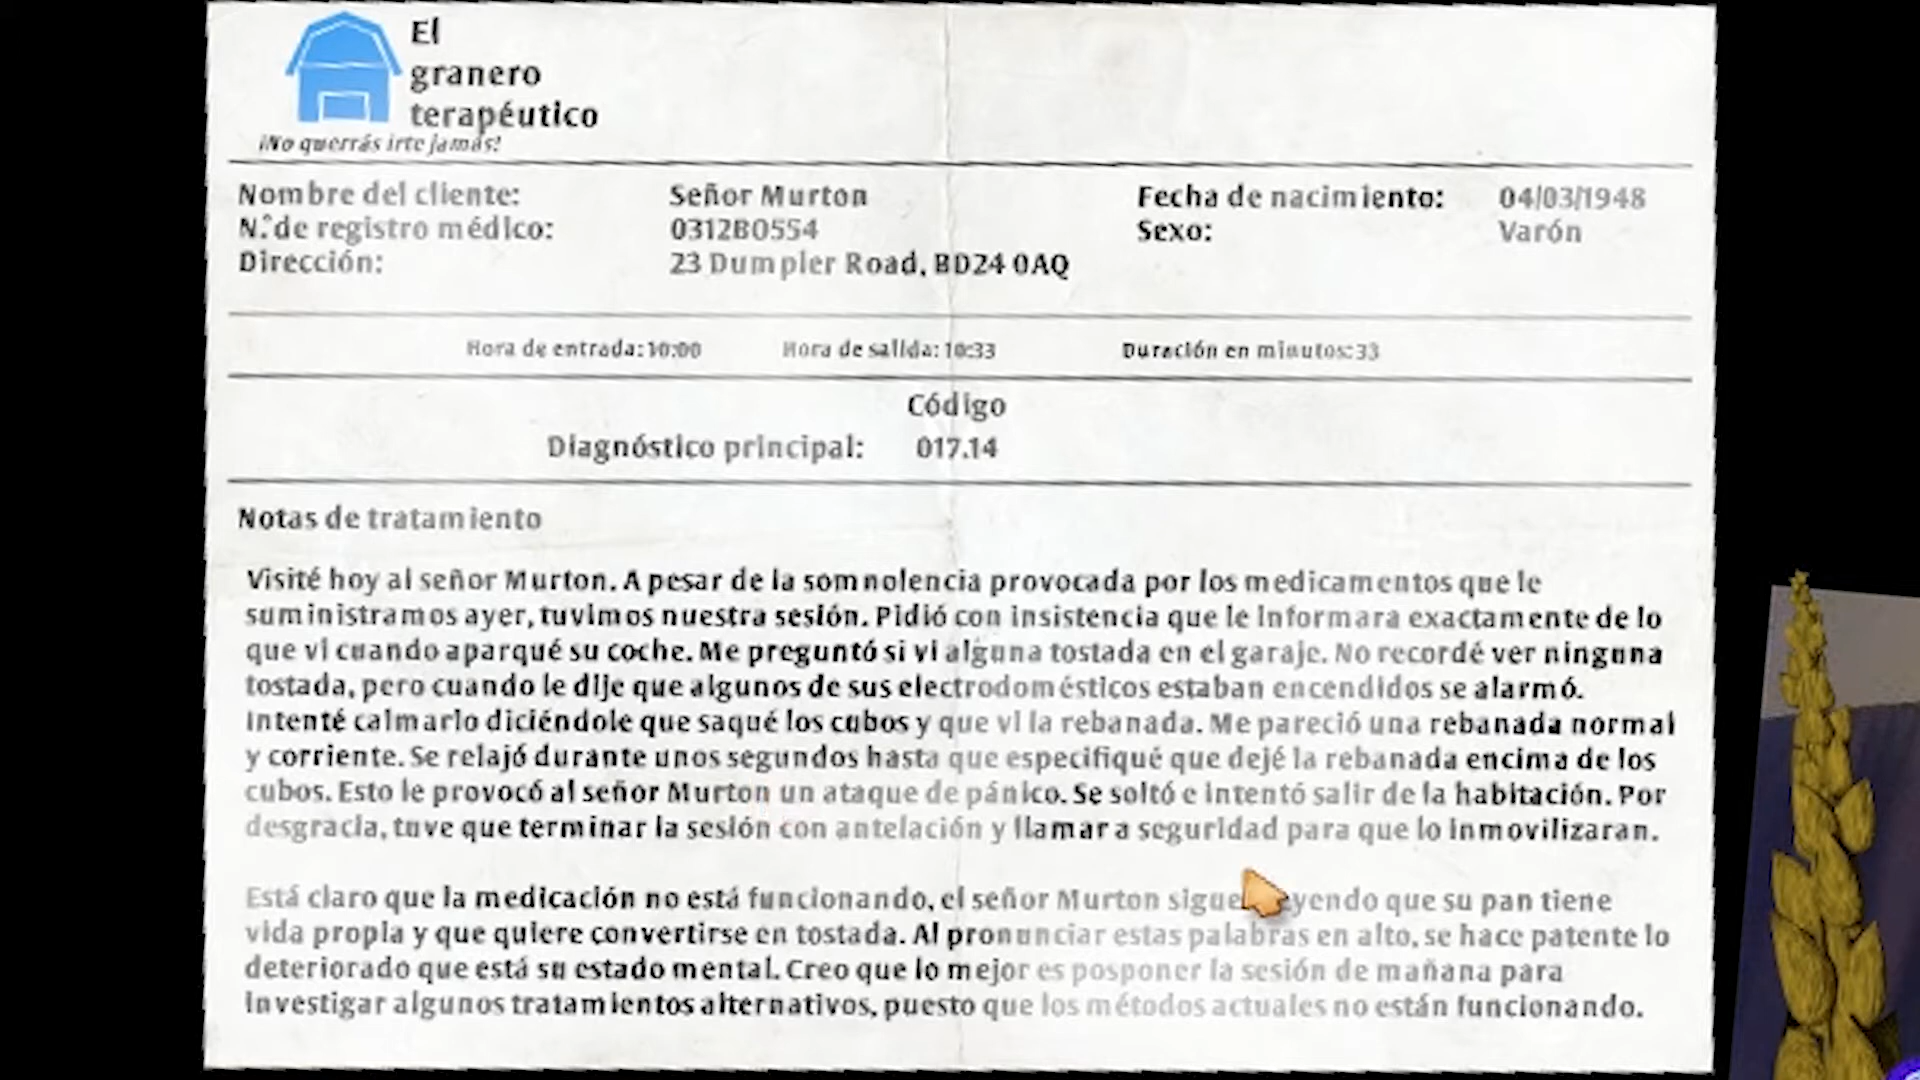 El
granero
terapéutico
¡No querrás irte jamás!
Nombre del cliente: Señor Murton Fecha de nacimiento: 04/03/1948
N.º de registro médico: 0312B0554 Sexo: Varón
Dirección: 23 Dumpler Road, BD24 0AQ
Hora de entrada: 10:00 Hora de salida: 10:33 Duración en minutos: 33
Código
Diagnóstico principal: 017.14
Notas de tratamiento
Visité hoy al señor Murton. A pesar de la somnolencia provocada por los medicamentos que le
suministramos ayer, tuvimos nuestra sesión. Pidió con insistencia que le informara exactamente de lo
que vi cuando aparqué su coche. Me preguntó si vi alguna tostada en el garaje. No recordé ver ninguna
tostada, pero cuando le dije que algunos de sus electrodomésticos estaban encendidos se alarmó.
Intenté calmarlo diciéndole que saqué los cubos y que vi la rebanada. Me pareció una rebanada normal
y corriente. Se relajó durante unos segundos hasta que especifiqué que dejé la rebanada encima de los
cubos. Esto le provocó al señor Murton un ataque de pánico. Se soltó e intentó salir de la habitación. Por
desgracia, tuve que terminar la sesión con antelación y llamar a seguridad para que lo inmovilizaran.
Está claro que la medicación no está funcionando, el señor Murton sigue que su pan tiene
vida propia y que quiere convertirse en tostada. Al pronunciar estas palabras en alto, se hace patente lo
deteriorado que está su estado mental. Creo que lo mejor es posponer la sesión de mañana para
investigar algunos tratamientos alternativos, puesto que los métodos actuales no están funcionando.